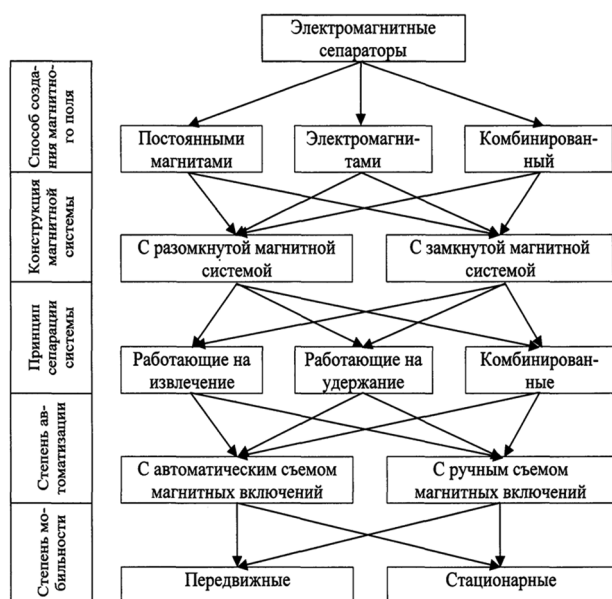 Электромагнитные
сепараторы
Способ созда-
ния магнитно-
го поля
Постоянными
магнитами
Электромагни-
тами
Комбинирован-
ный
Конструкция
магнитной
системы
С разомкнутой магнитной
системой
С замкнутой магнитной
системой
Принцип
сепарации
системы
Работающие на
извлечение
Работающие на
удержание
Комбинирован-
ные
Степень ав-
томатизации
С автоматическим съемом
магнитных включений
С ручным съемом
магнитных включений
Степень мо-
бильности
Передвижные
Стационарные